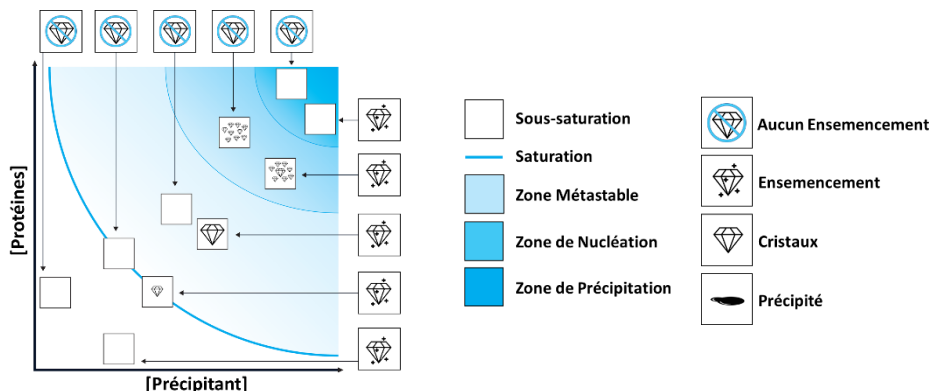 [Protéines]
[Précipitant]
Sous-saturation
Saturation
Zone Métastable
Zone de Nucléation
Zone de Précipitation
Aucun Ensemencement
Ensemencement
Cristaux
Précipité